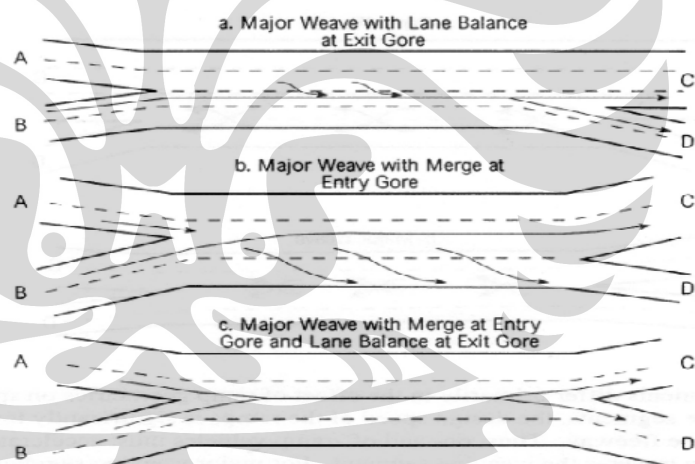 a. Major Weave with Lane Balance
at Exit Gore
A
C
B
D
b. Major Weave with Merge at
Entry Gore
A
C
B
D
c. Major Weave with Merge at Entry
Gore and Lane Balance at Exit Gore
A
C
B
D